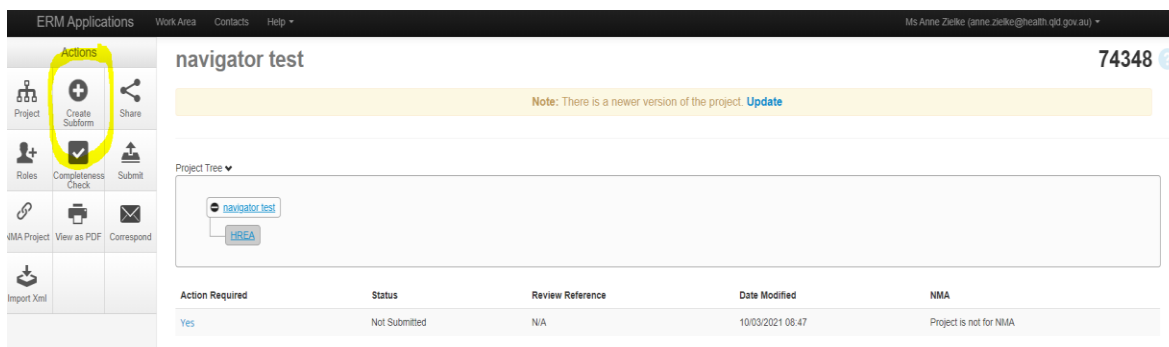 ERM Applications Work Area Contacts Help Ms Anne Zielke (anne.zielke@health.qld.gov.au)
Actions
Project Create Subform Share
Roles Completeness Check Submit
NMA Project View as PDF Correspond
Import Xml
navigator test 74348
Note: There is a newer version of the project. Update
Project Tree
navigator test
HREA
Action Required Status Review Reference Date Modified NMA
Yes Not Submitted N/A 10/03/2021 08:47 Project is not for NMA